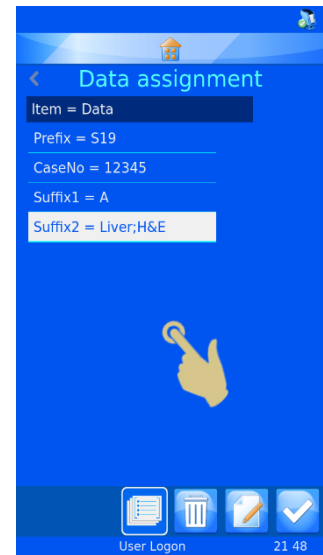 Data assignment
Item = Data
Prefix = S19
CaseNo = 12345
Suffix1 = A
Suffix2 = Liver;H&E
User Logon
21 48